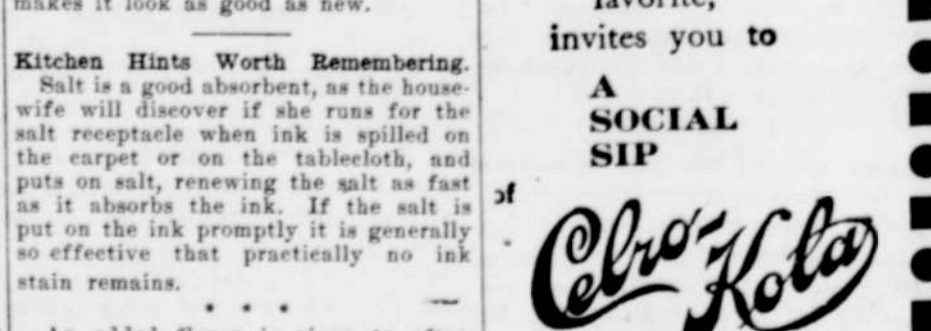 makes it look as good as new.
Kitchen Hints Worth Remembering.
Salt is a good absorbent, as the house-
wife will discover if she runs for the
salt receptacle when ink is spilled on
the carpet or on the tablecloth, and
puts on salt, renewing the salt as fast
as it absorbs the ink. If the salt is
put on the ink promptly it is generally
so effective that practically no ink
stain remains.
* * *
favorite,
invites you to
A
SOCIAL
SIP
of
Celro-Kola